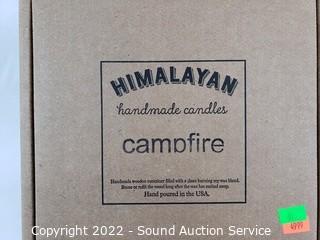 HIMALAYAN
handmade candles
campfire
Handmade wooden container filled with a clean burning soy wax blend.
Reuse or refill the vessel long after the wax has melted away.
Hand poured in the USA.
4999
Copyright 2022 - Sound Auction Service